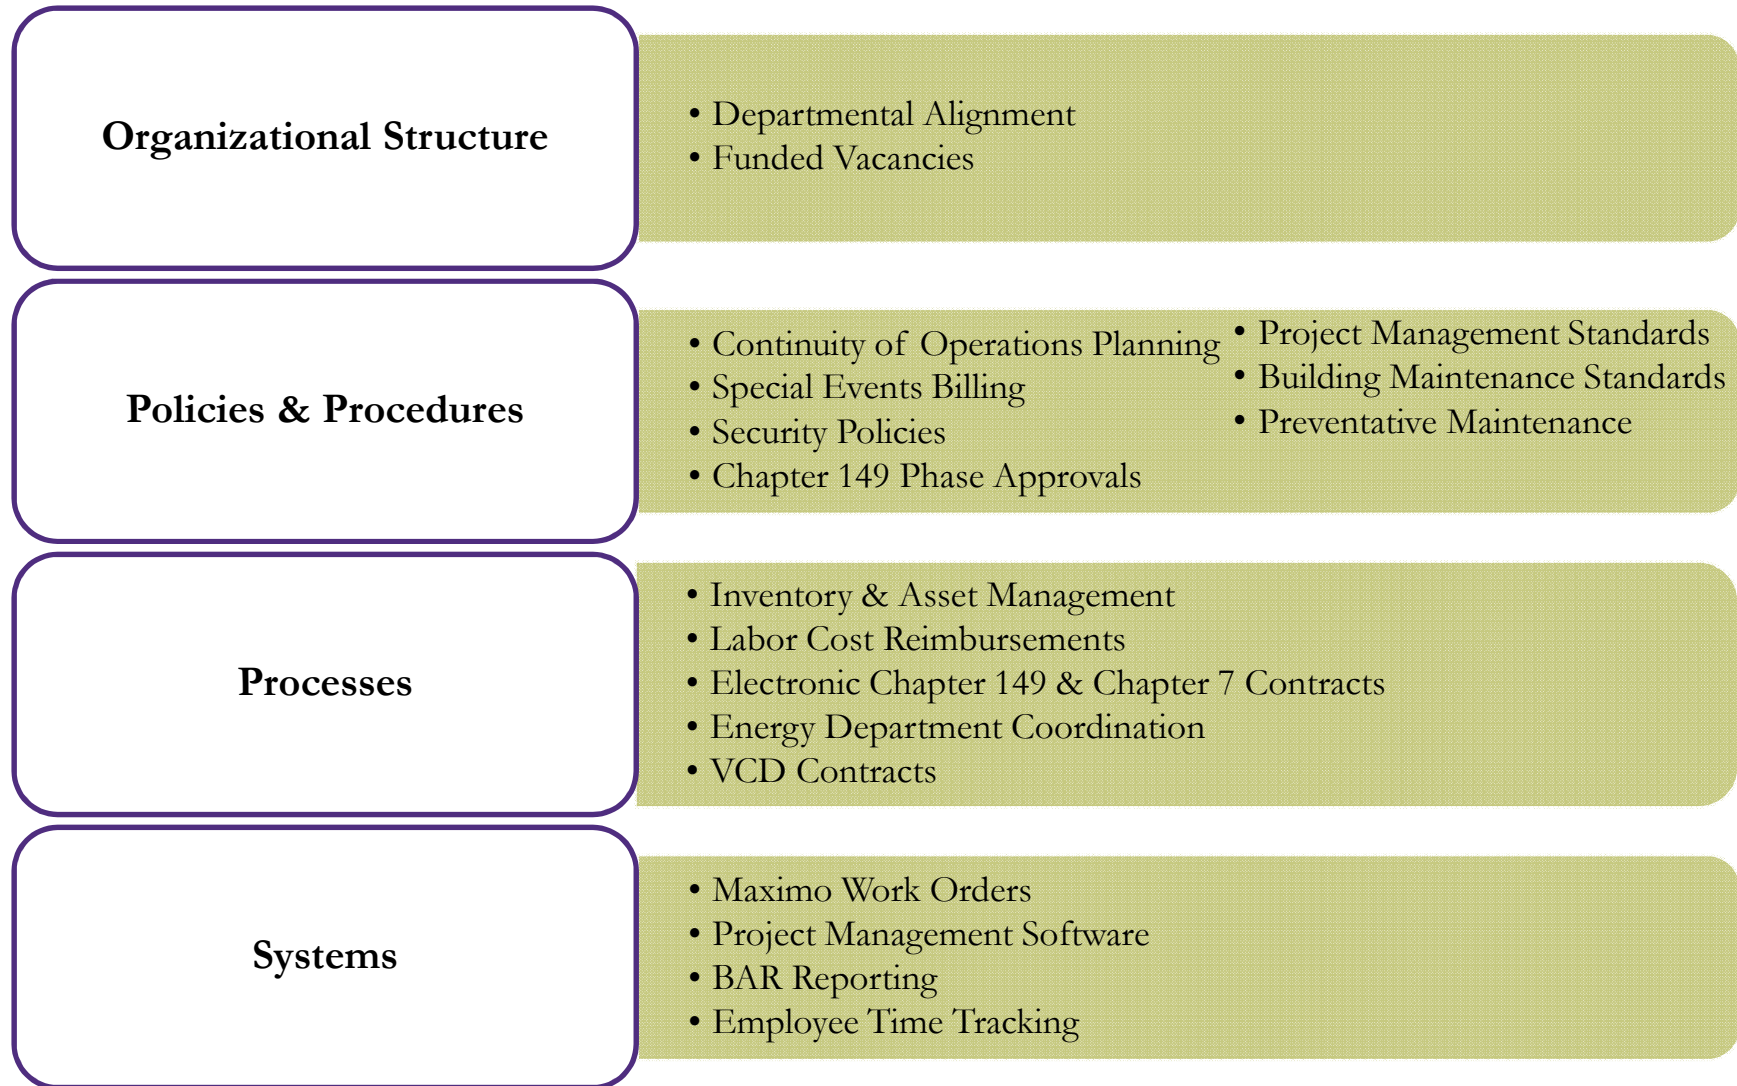 Organizational Structure
• Departmental Alignment
• Funded Vacancies
Policies & Procedures
• Continuity of Operations Planning
• Special Events Billing
• Security Policies
• Chapter 149 Phase Approvals
• Project Management Standards
• Building Maintenance Standards
• Preventative Maintenance
Processes
• Inventory & Asset Management
• Labor Cost Reimbursements
• Electronic Chapter 149 & Chapter 7 Contracts
• Energy Department Coordination
• VCD Contracts
Systems
• Maximo Work Orders
• Project Management Software
• BAR Reporting
• Employee Time Tracking